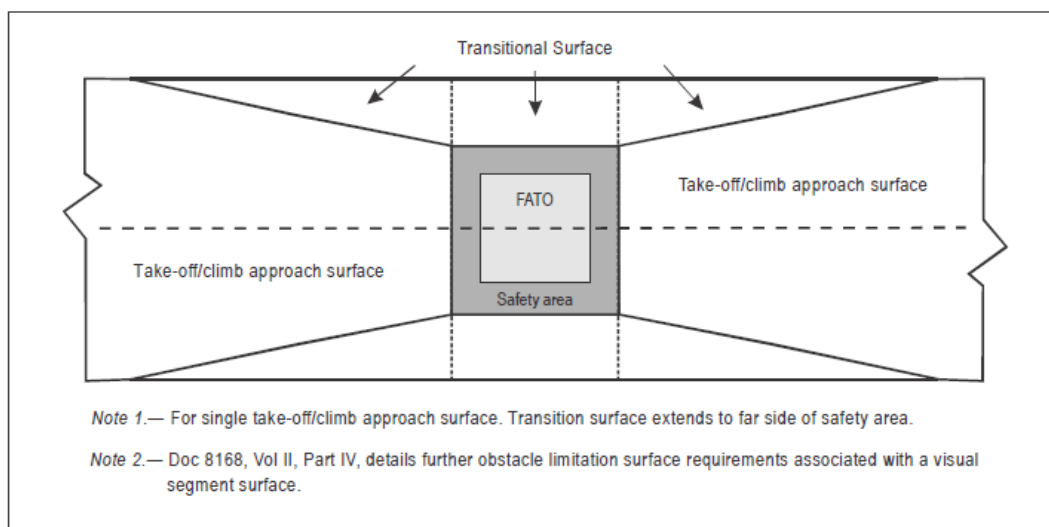 Transitional Surface
FATO
Take-off/climb approach surface
Take-off/climb approach surface
Safety area
Note 1.— For single take-off/climb approach surface. Transition surface extends to far side of safety area.
Note 2.— Doc 8168, Vol II, Part IV, details further obstacle limitation surface requirements associated with a visual
segment surface.